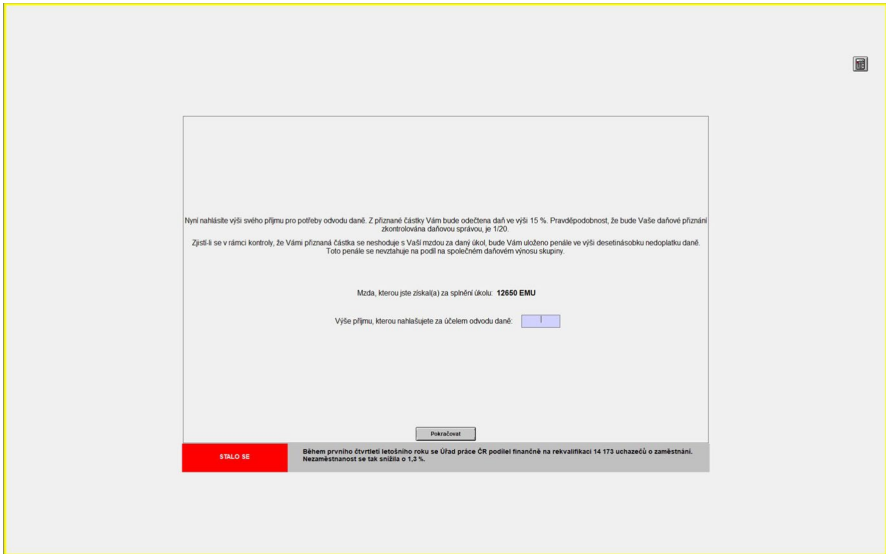 Nyní nahlásíte výši svého příjmu pro potřeby odvodu daně. Z přiznané částky Vám bude odečtena daň ve výši 15 %. Pravděpodobnost, že bude Vaše daňové přiznání
zkontrolována daňovou správou, je 1/20.
Zjistí-li se v rámci kontroly, že Vámi přiznaná částka se neshoduje s Vaší mzdou za daný úkol, bude Vám uloženo penále ve výši desetinásobku nedoplatku daně.
Toto penále se nevztahuje na podíl na společném daňovém výnosu skupiny.
Mzda, kterou jste získal(a) za splnění úkolu: 12650 EMU
Výše příjmu, kterou nahlašujete za účelem odvodu daně:
Pokračovat
STALO SE
Během prvního čtvrtletí letošního roku se Úřad práce ČR podílel finančně na rekvalifikaci 14 173 uchazečů o zaměstnání.
Nezaměstnanost se tak snížila o 1,3 %.